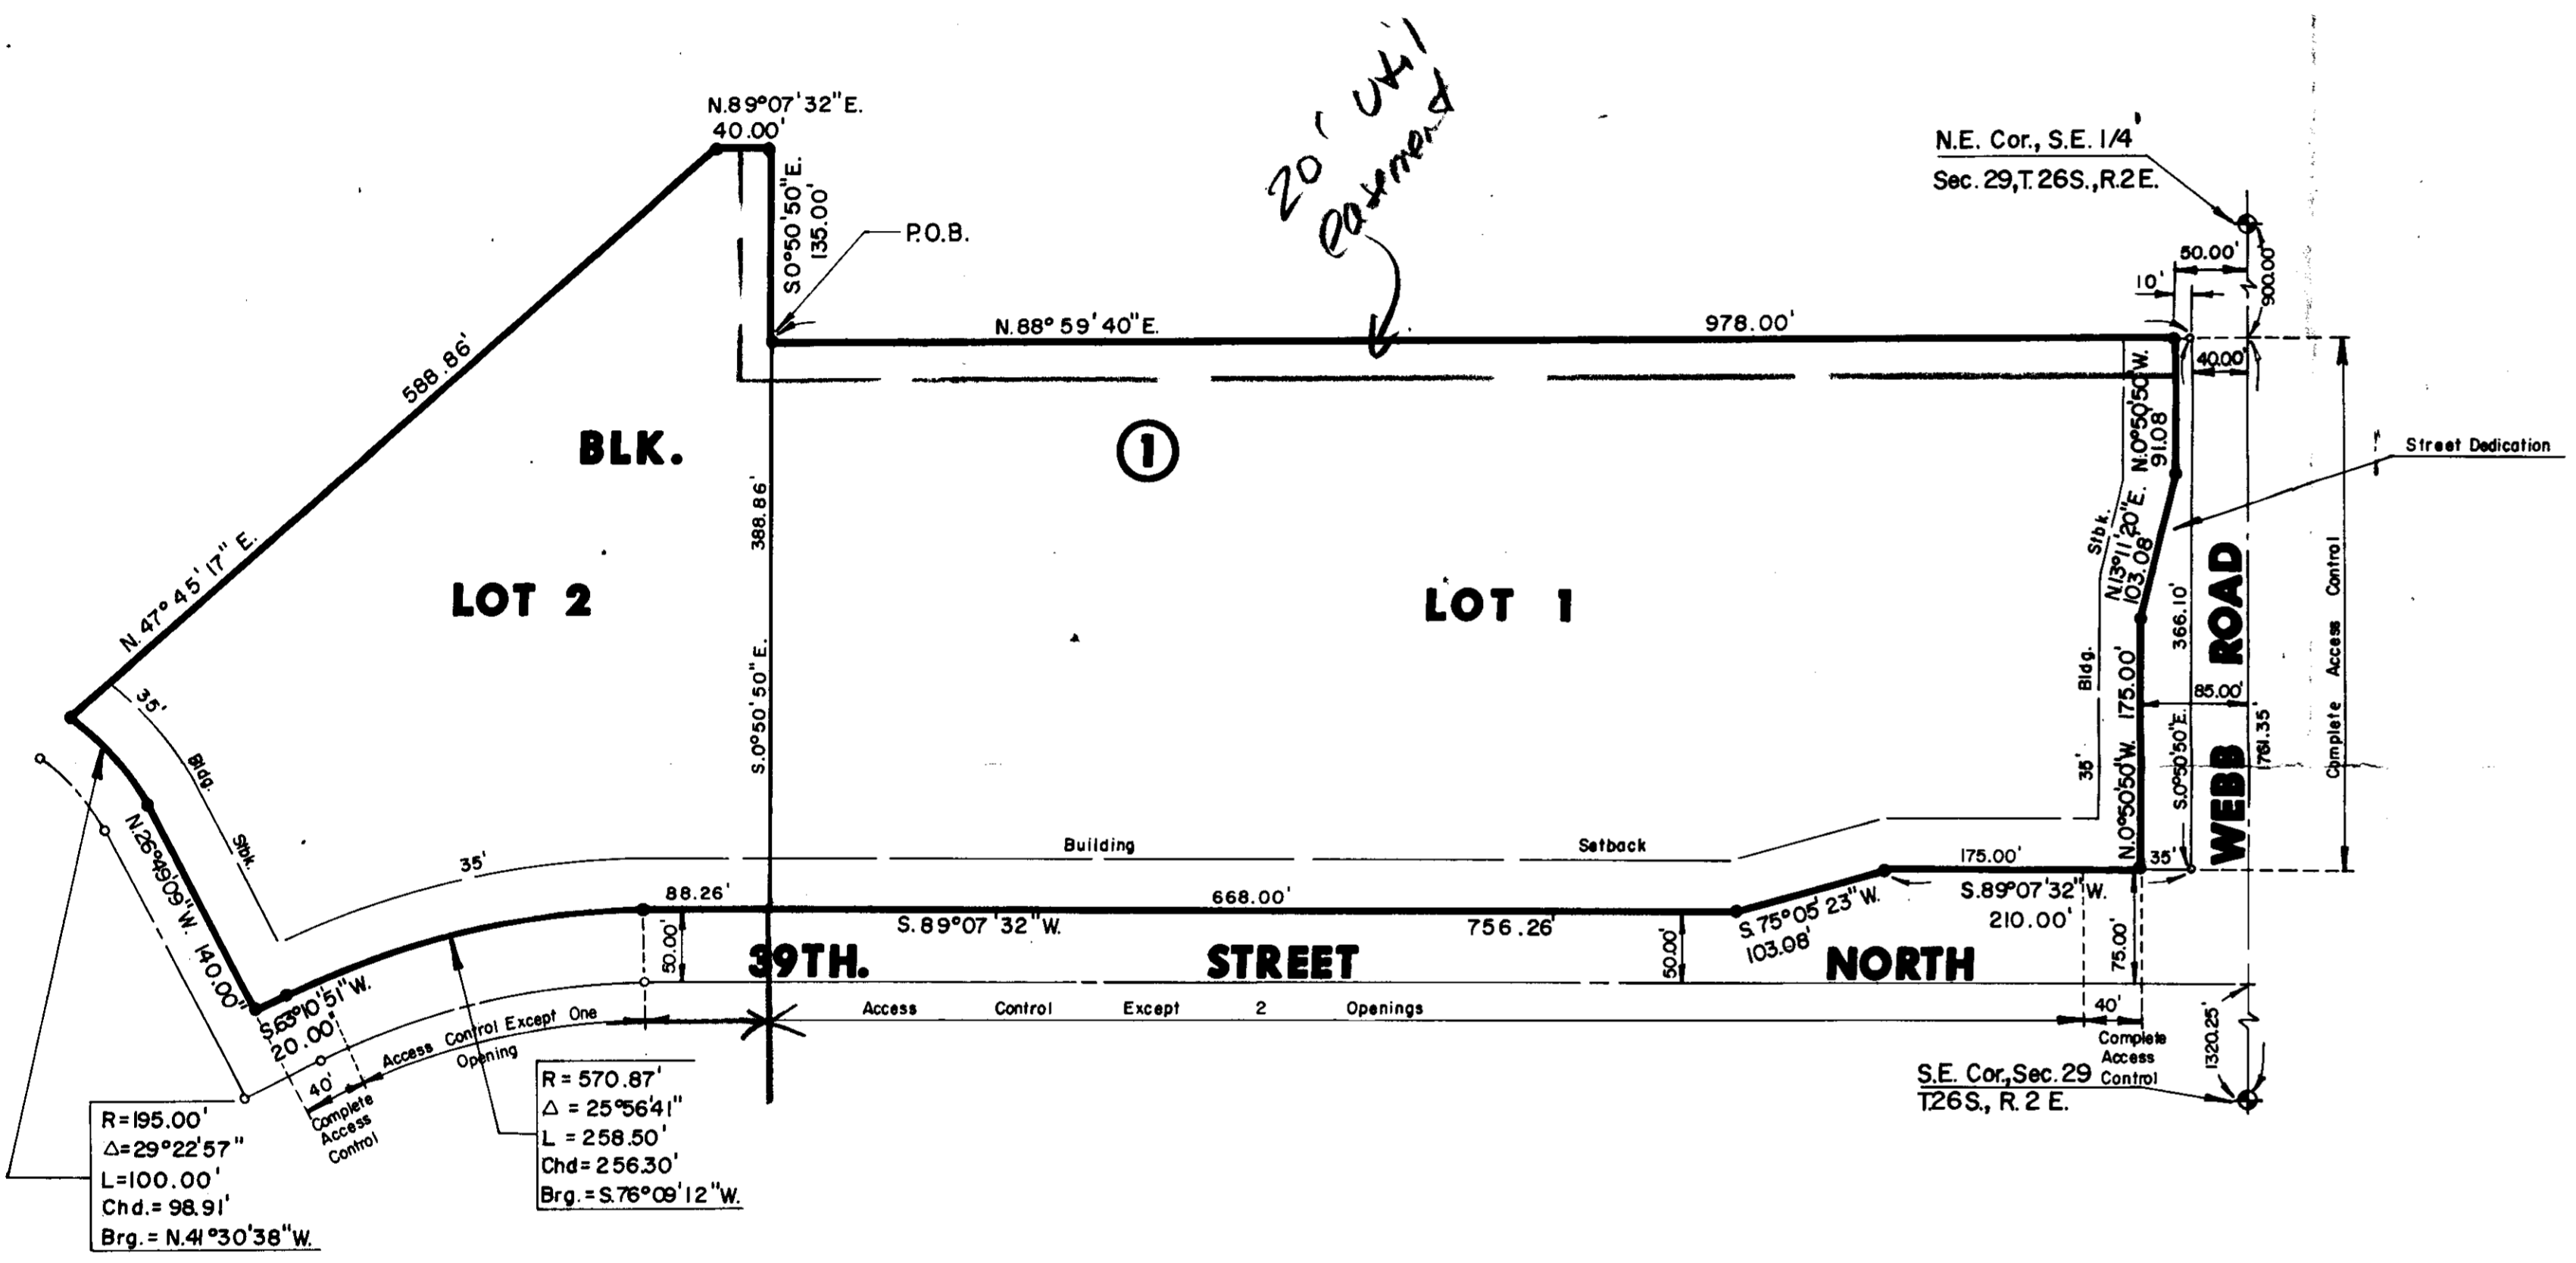 N.89°07'32"E.
40.00'
S.0°50'50"E.
135.00'
P.O.B.
20' Util
easement
N.E. Cor., S.E. 1/4
Sec. 29, T. 26S., R.2E.
50.00'
10'
900.00'
N.88°59'40"E.
978.00'
40.00'
588.86'
N.47°45'17"E.
BLK.
1
388.86'
S.0°50'50"E.
LOT 2
LOT 1
N.0°50'50"W.
91.08'
N.13°11'20"E.
103.08'
Stbk.
Bldg.
35'
Street Dedication
366.10'
S.0°50'50"E.
WEBB ROAD
Complete Access Control
85.00'
1761.35'
N.0°50'50"W. 175.00'
35'
Bldg.
Stbk.
35'
Building Setback
88.26'
668.00'
S.89°07'32"W.
756.26'
S.75°05'23"W.
103.08'
175.00'
35'
S.89°07'32"W.
210.00'
N.26°49'09"W. 140.00'
S.63°10'51"W.
20.00'
50.00'
39TH. STREET NORTH
50.00'
75.00'
Access Control Except One
Opening
Access Control Except 2 Openings
40'
Complete
Access
Control
40'
Complete
Access
Control
1320.25'
S.E. Cor., Sec. 29
T.26S., R. 2 E.
R=195.00'
Δ=29°22'57"
L=100.00'
Chd.=98.91'
Brg.=N.41°30'38"W.
R=570.87'
Δ=25°56'41"
L=258.50'
Chd=256.30'
Brg.=S.76°09'12"W.